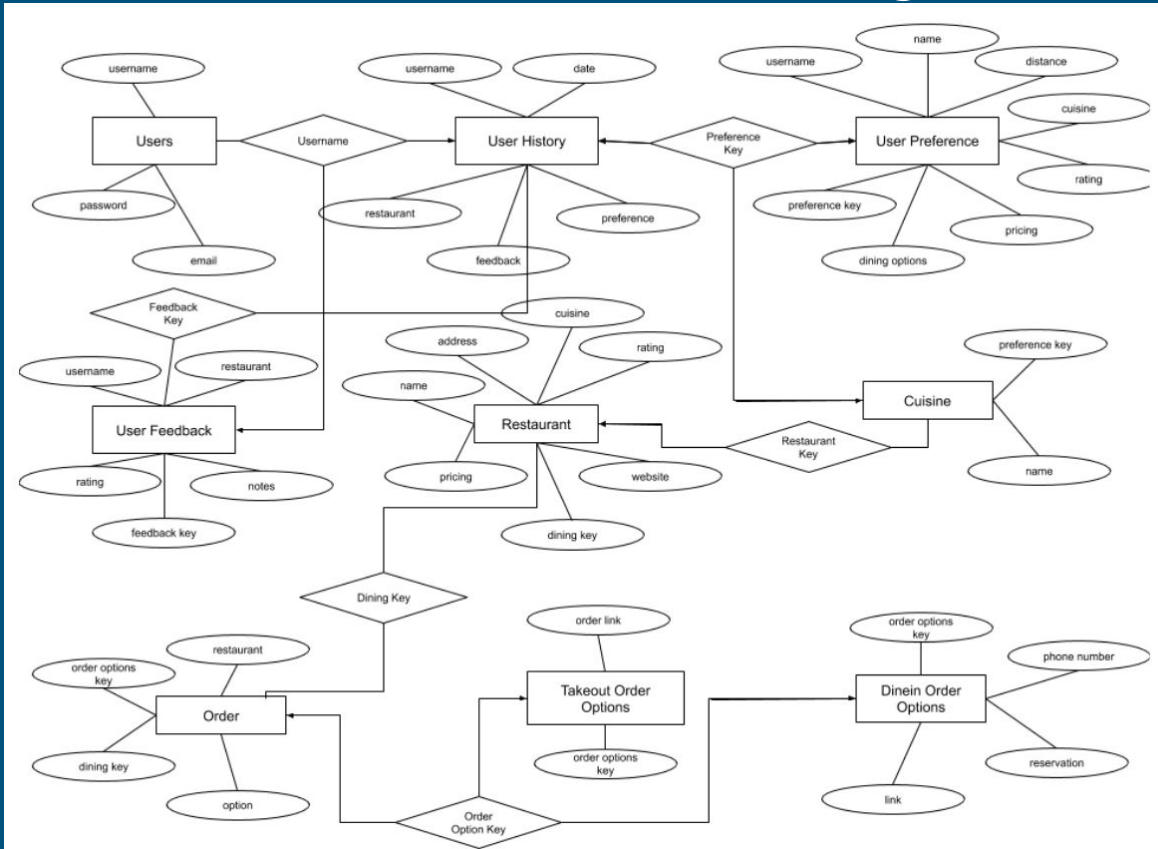 name
username
date
username
distance
username
cuisine
Users
Username
User History
Preference
Key
User Preference
rating
password
restaurant
preference
preference key
pricing
email
feedback
dining options
Feedback
Key
cuisine
address
rating
preference key
username
restaurant
name
Cuisine
User Feedback
Restaurant
Restaurant
Key
rating
notes
pricing
website
name
feedback key
dining key
Dining Key
order link
order options
key
restaurant
phone number
order options
key
Takeout Order
Options
Dinein Order
Options
Order
dining key
order options
key
reservation
option
link
Order
Option Key